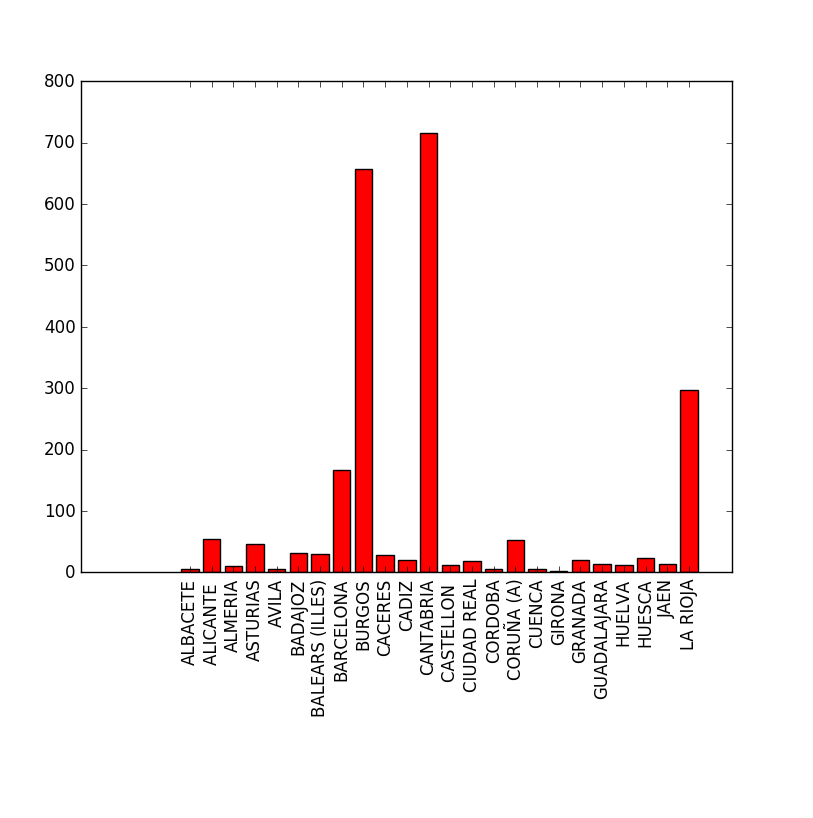 800
700
600
500
400
300
200
100
0
ALBACETE
ALICANTE
ALMERIA
ASTURIAS
AVILA
BADAJOZ
BALEARS (ILLES)
BARCELONA
BURGOS
CACERES
CADIZ
CANTABRIA
CASTELLON
CIUDAD REAL
CORDOBA
CORUÑA (A)
CUENCA
GIRONA
GRANADA
GUADALAJARA
HUELVA
HUESCA
JAEN
LA RIOJA